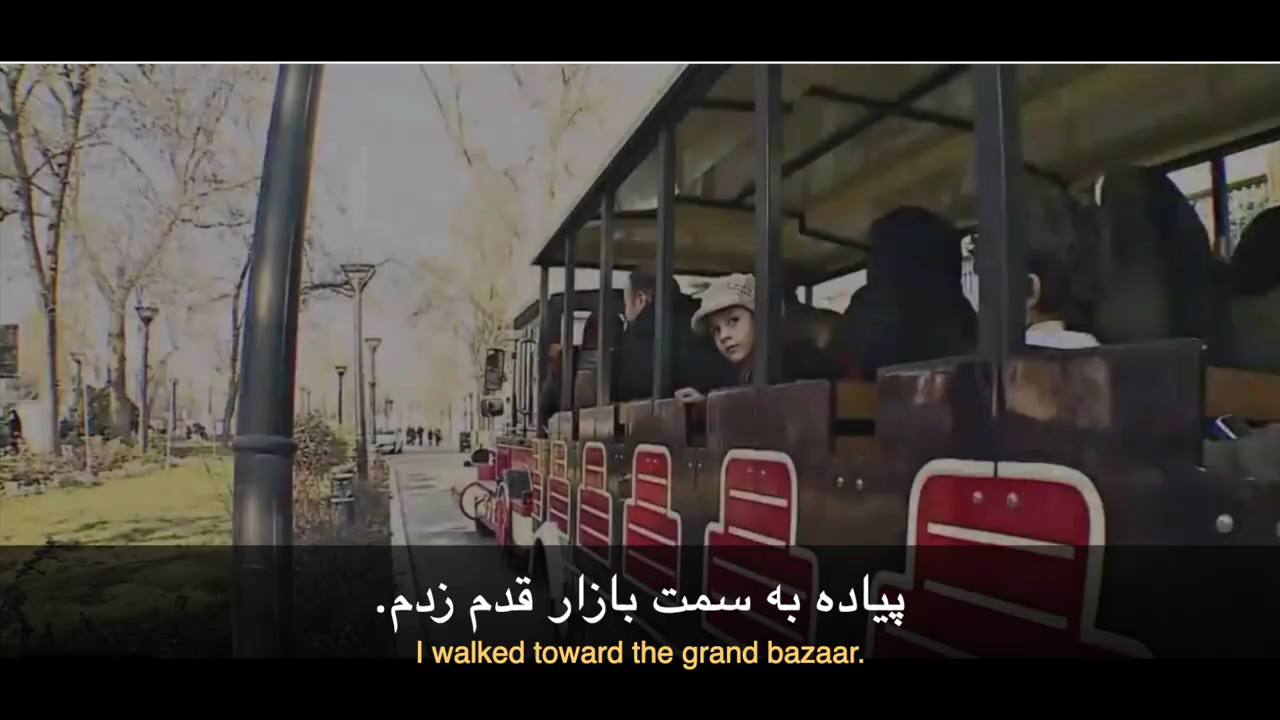 پیاده به سمت بازار قدم زدم.
I walked toward the grand bazaar.